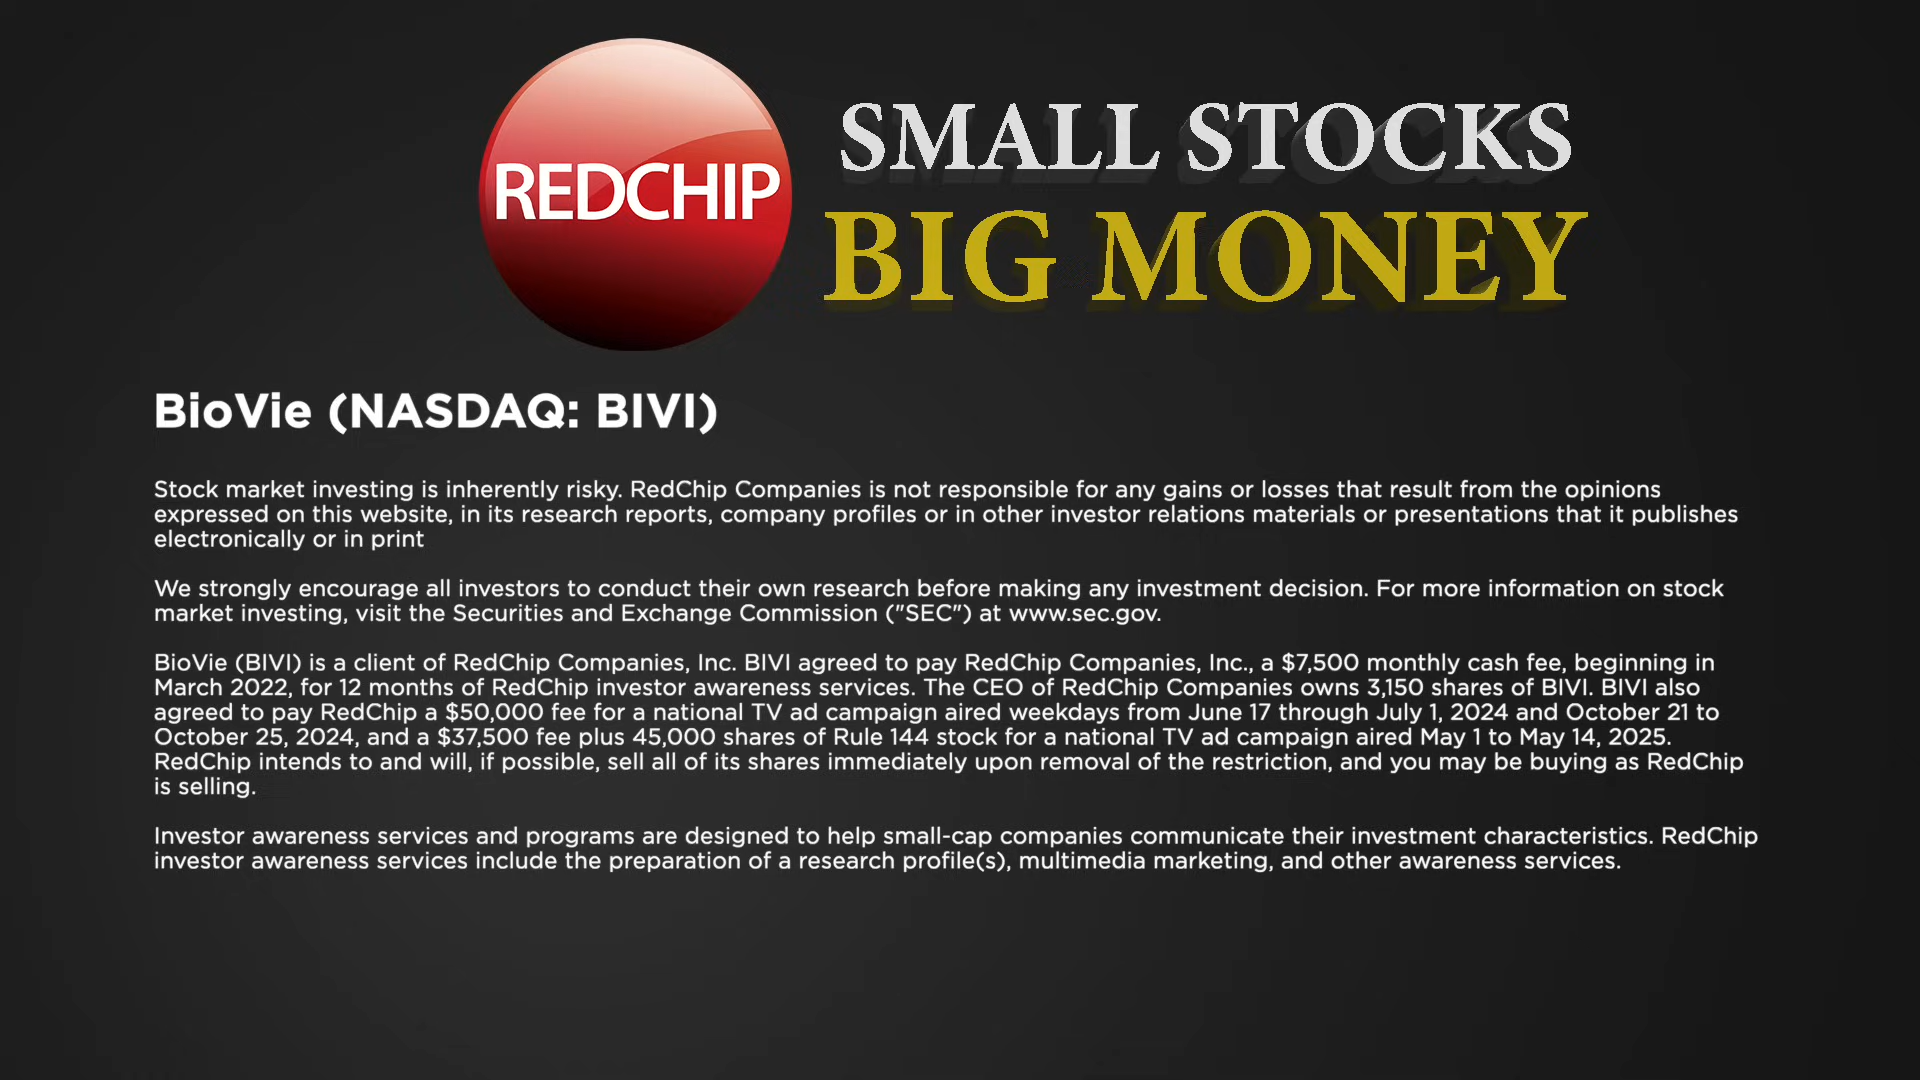 REDCHIP
SMALL STOCKS
BIG MONEY
BioVie (NASDAQ: BIVI)
Stock market investing is inherently risky. RedChip Companies is not responsible for any gains or losses that result from the opinions
expressed on this website, in its research reports, company profiles or in other investor relations materials or presentations that it publishes
electronically or in print
We strongly encourage all investors to conduct their own research before making any investment decision. For more information on stock
market investing, visit the Securities and Exchange Commission ("SEC") at www.sec.gov.
BioVie (BIVI) is a client of RedChip Companies, Inc. BIVI agreed to pay RedChip Companies, Inc., a $7,500 monthly cash fee, beginning in
March 2022, for 12 months of RedChip investor awareness services. The CEO of RedChip Companies owns 3,150 shares of BIVI. BIVI also
agreed to pay RedChip a $50,000 fee for a national TV ad campaign aired weekdays from June 17 through July 1, 2024 and October 21 to
October 25, 2024, and a $37,500 fee plus 45,000 shares of Rule 144 stock for a national TV ad campaign aired May 1 to May 14, 2025.
RedChip intends to and will, if possible, sell all of its shares immediately upon removal of the restriction, and you may be buying as RedChip
is selling.
Investor awareness services and programs are designed to help small-cap companies communicate their investment characteristics. RedChip
investor awareness services include the preparation of a research profile(s), multimedia marketing, and other awareness services.